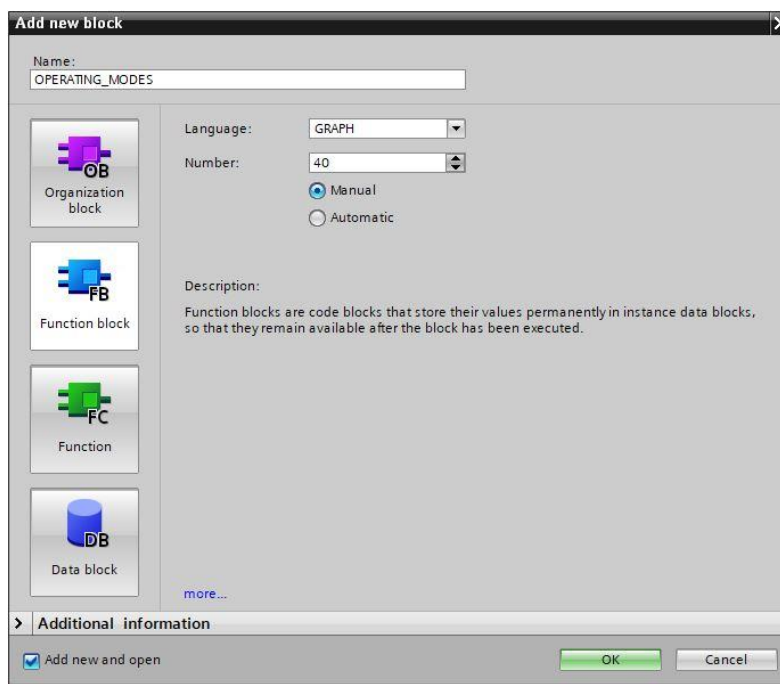 Add new block
Name:
OPERATING_MODES
OB
Organization
block
FB
Function block
FC
Function
DB
Data block
Language:
GRAPH
Number:
40
Manual
Automatic
Description:
Function blocks are code blocks that store their values permanently in instance data blocks,
so that they remain available after the block has been executed.
more...
Additional information
Add new and open
OK
Cancel